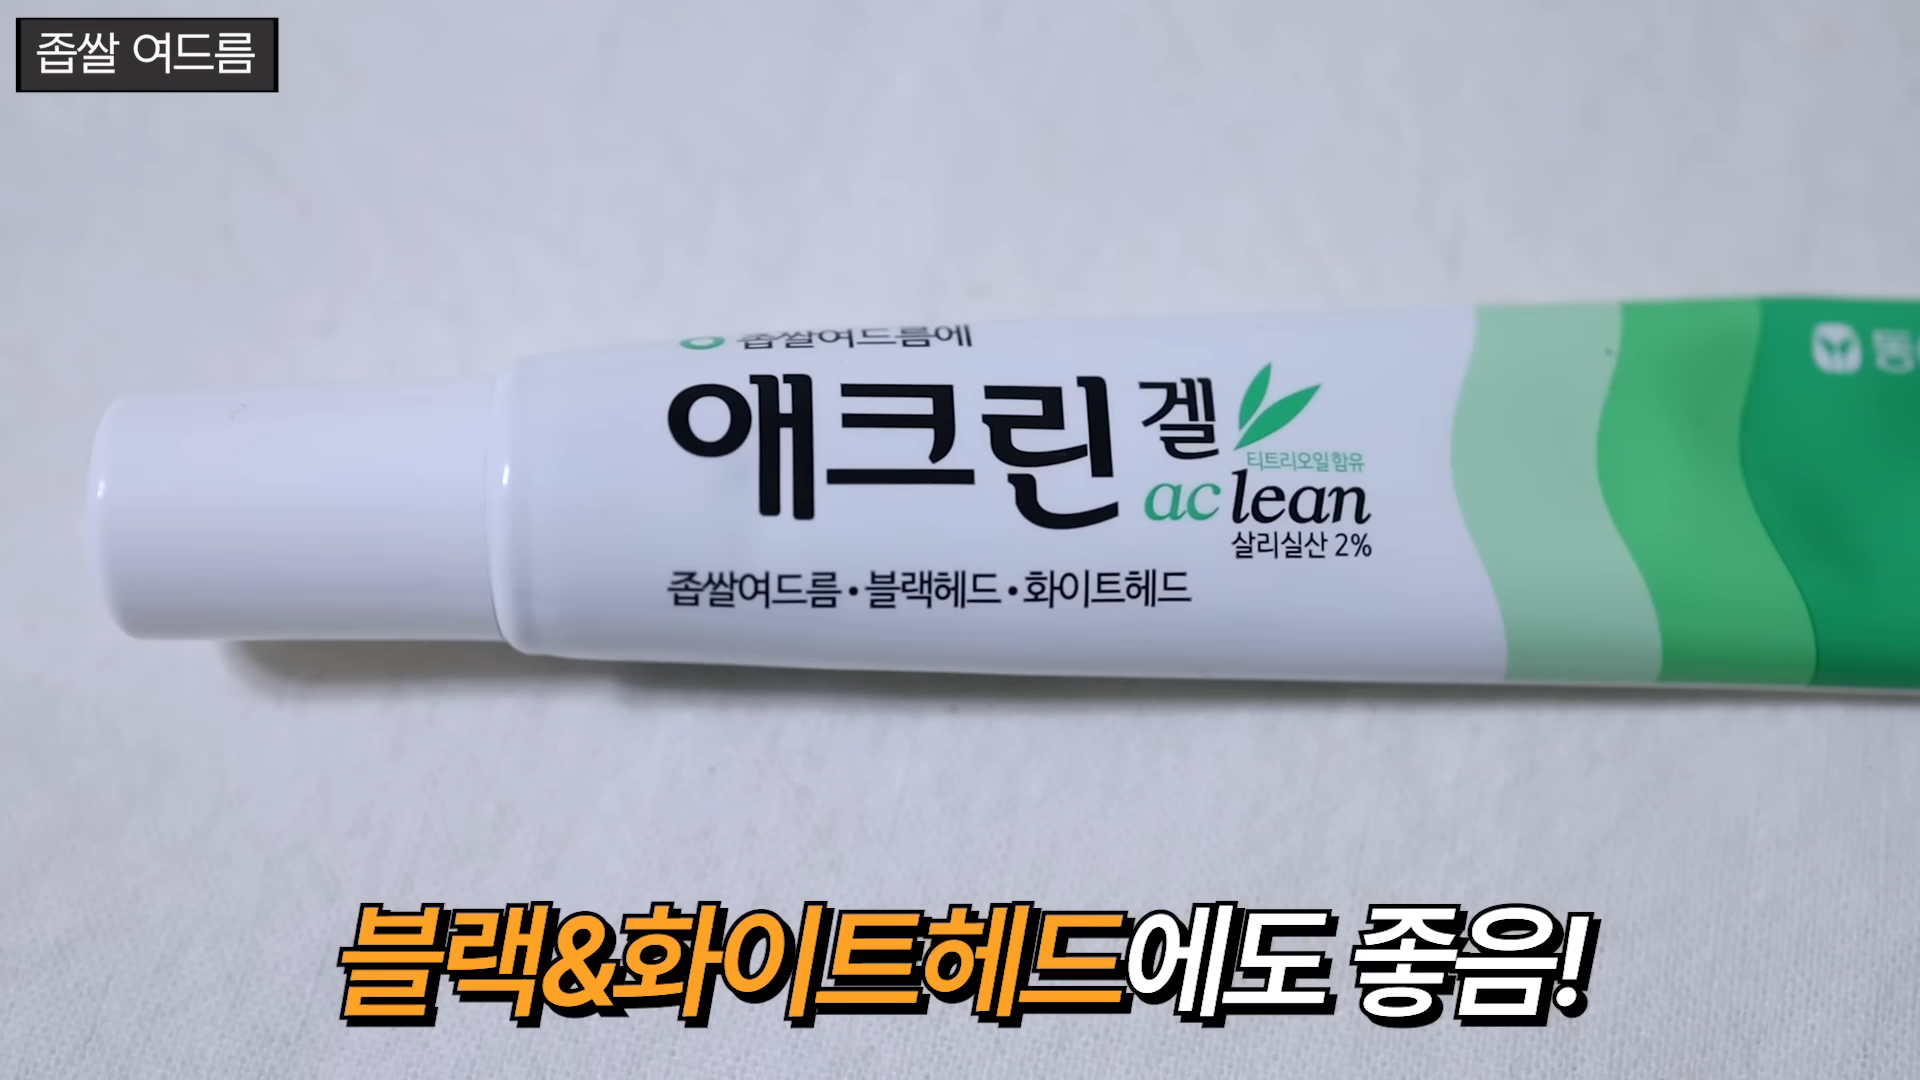 좁쌀 여드름
좁쌀여드름에
애크린 겔
티트리오일 함유
aclean
살리실산 2%
좁쌀여드름·블랙헤드·화이트헤드
블랙&화이트헤드에도 좋음!